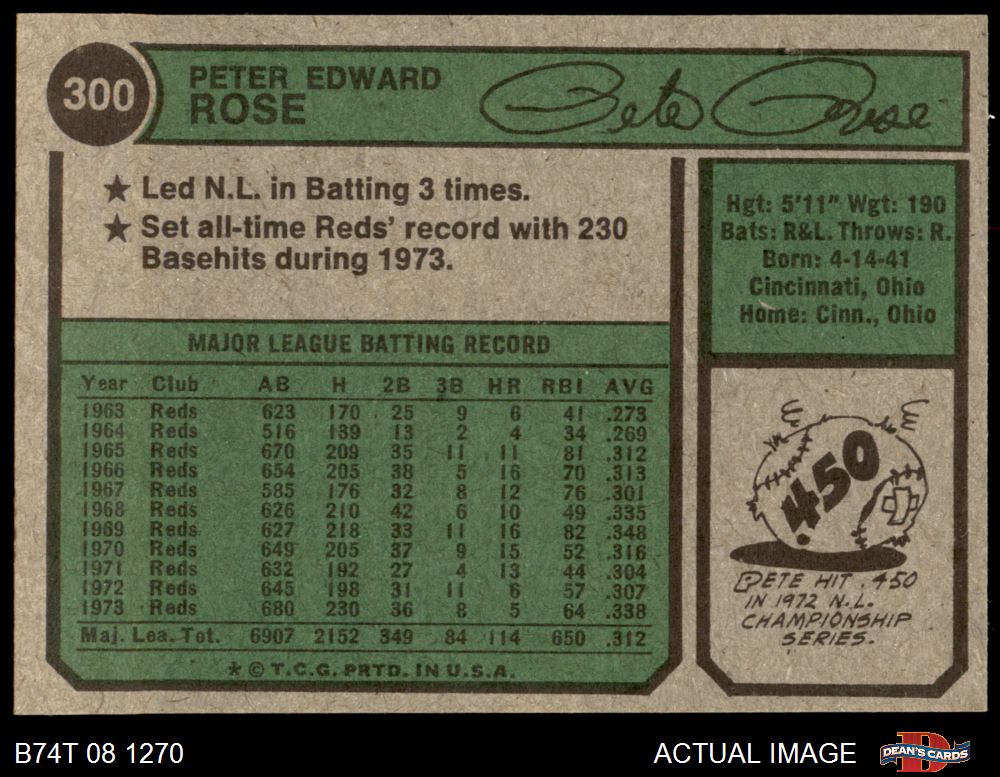 300
PETER EDWARD
ROSE
Pete Rose
★ Led N.L. in Batting 3 times.
★ Set all-time Reds' record with 230
Basehits during 1973.
Hgt: 5'11" Wgt: 190
Bats: R&L. Throws: R.
Born: 4-14-41
Cincinnati, Ohio
Home: Cinn., Ohio
MAJOR LEAGUE BATTING RECORD
Year Club AB H 2B 3B HR RBI AVG
1963 Reds 623 170 25 9 6 41 .273
1964 Reds 516 139 13 2 4 34 .269
1965 Reds 670 209 35 11 11 81 .312
1966 Reds 654 205 38 5 16 70 .313
1967 Reds 585 176 32 8 12 76 .301
1968 Reds 626 210 42 6 10 49 .335
1969 Reds 627 218 33 11 16 82 .348
1970 Reds 649 205 37 9 15 52 .316
1971 Reds 632 192 27 4 13 44 .304
1972 Reds 645 198 31 11 6 57 .307
1973 Reds 680 230 36 8 5 64 .338
Maj. Lea. Tot. 6907 2152 349 84 114 650 .312
* © T.C.G. PRTD. IN U.S.A.
.450
PETE HIT .450
IN 1972 N.L.
CHAMPIONSHIP
SERIES.
B74T 08 1270
ACTUAL IMAGE
D
DEAN'S CARDS